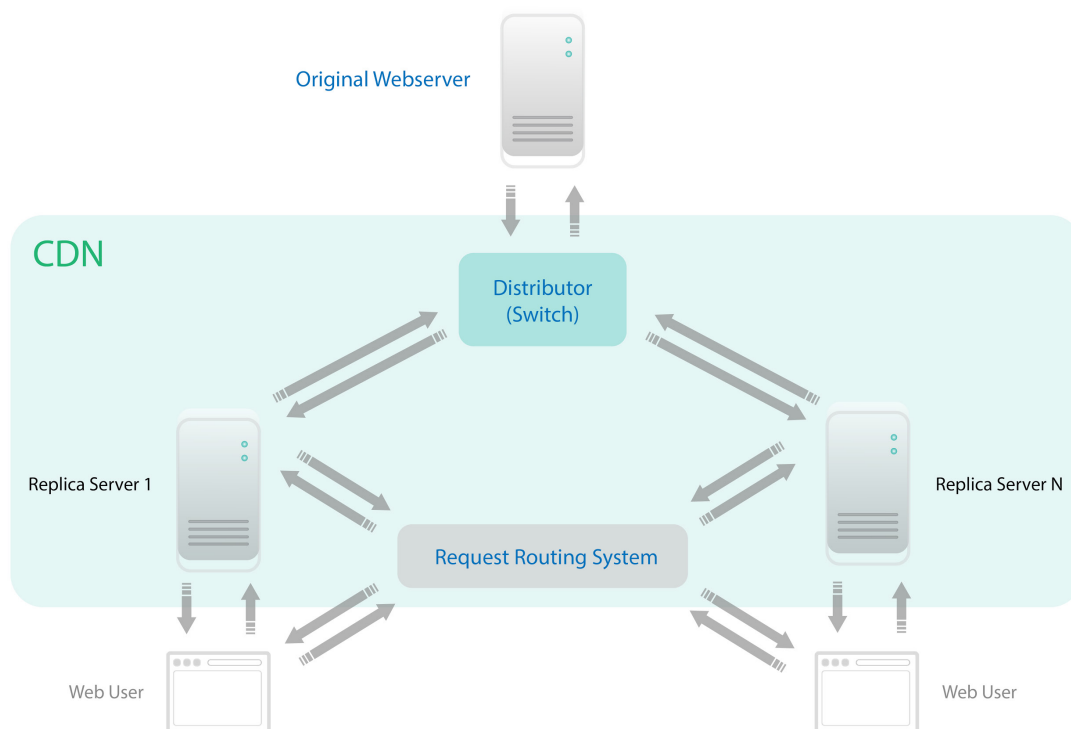 Original Webserver
CDN
Distributor
(Switch)
Replica Server 1
Replica Server N
Request Routing System
Web User
Web User